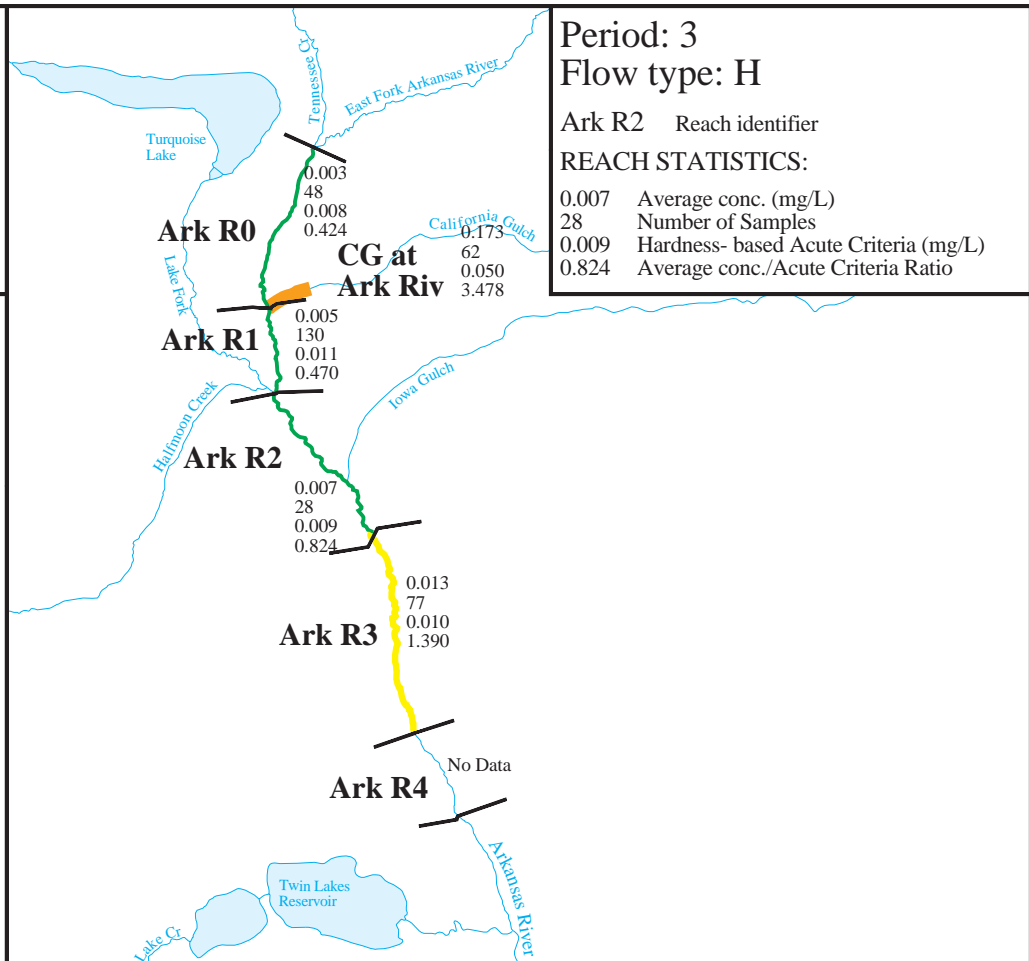 Period: 3
Flow type: H
Ark R2 Reach identifier
REACH STATISTICS:
0.007 Average conc. (mg/L)
28 Number of Samples
0.009 Hardness- based Acute Criteria (mg/L)
0.824 Average conc./Acute Criteria Ratio
Tennessee Cr.
East Fork Arkansas River
Turquoise
Lake
0.003
48
0.008
0.424
Ark R0
California Gulch
CG at
Ark Riv
0.173
62
0.050
3.478
Lake Fork
Ark R1
0.005
130
0.011
0.470
Iowa Gulch
Halfmoon Creek
Ark R2
0.007
28
0.009
0.824
Ark R3
0.013
77
0.010
1.390
No Data
Ark R4
Arkansas River
Twin Lakes
Reservoir
Lake Cr